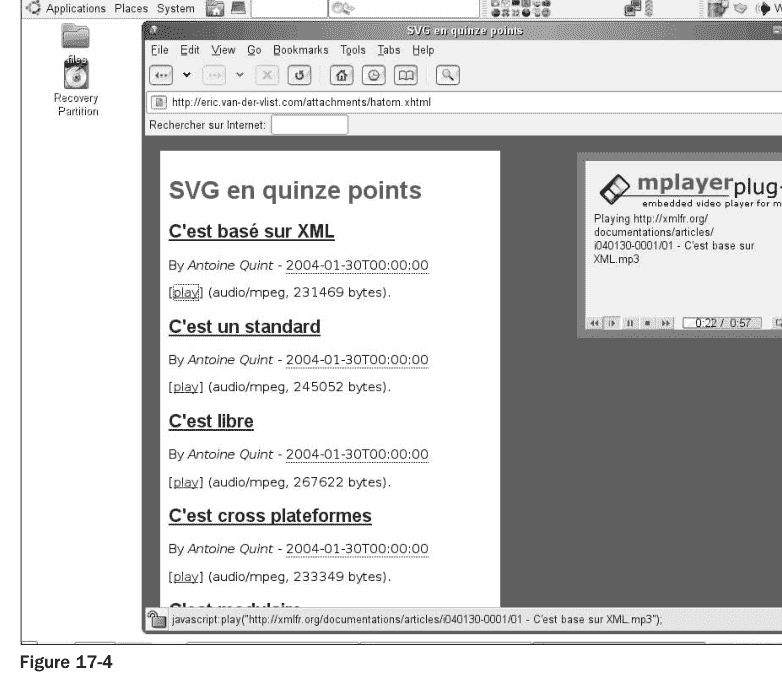 Applications Places System
files
Recovery
Partition
SVG en quinze points
File Edit View Go Bookmarks Tools Tabs Help
http://eric.van-der-vlist.com/attachments/hatom.xhtml
Rechercher sur Internet:
SVG en quinze points
C'est basé sur XML
By Antoine Quint - 2004-01-30T00:00:00
[play] (audio/mpeg, 231469 bytes).
C'est un standard
By Antoine Quint - 2004-01-30T00:00:00
[play] (audio/mpeg, 245052 bytes).
C'est libre
By Antoine Quint - 2004-01-30T00:00:00
[play] (audio/mpeg, 267622 bytes).
C'est cross plateformes
By Antoine Quint - 2004-01-30T00:00:00
[play] (audio/mpeg, 233349 bytes).
C'est modulaire
mplayerplug-
embedded video player for m
Playing http://xmlfr.org/
documentations/articles/
i040130-0001/01 - C'est base sur
XML.mp3
0:22 / 0:57
javascript:play("http://xmlfr.org/documentations/articles/i040130-0001/01 - C'est base sur XML.mp3");
Figure 17-4